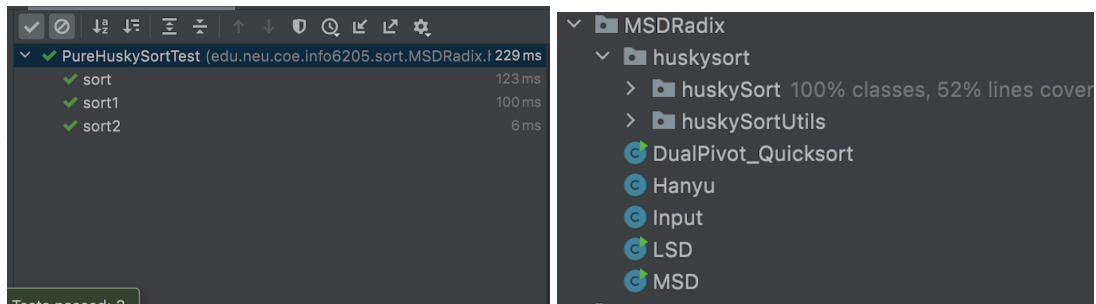 PureHuskySortTest (edu.neu.coe.info6205.sort.MSDRadix. 229 ms
sort 123 ms
sort1 100 ms
sort2 6 ms
MSDRadix
huskysort
huskySort 100% classes, 52% lines cover
huskySortUtils
DualPivot_Quicksort
Hanyu
Input
LSD
MSD